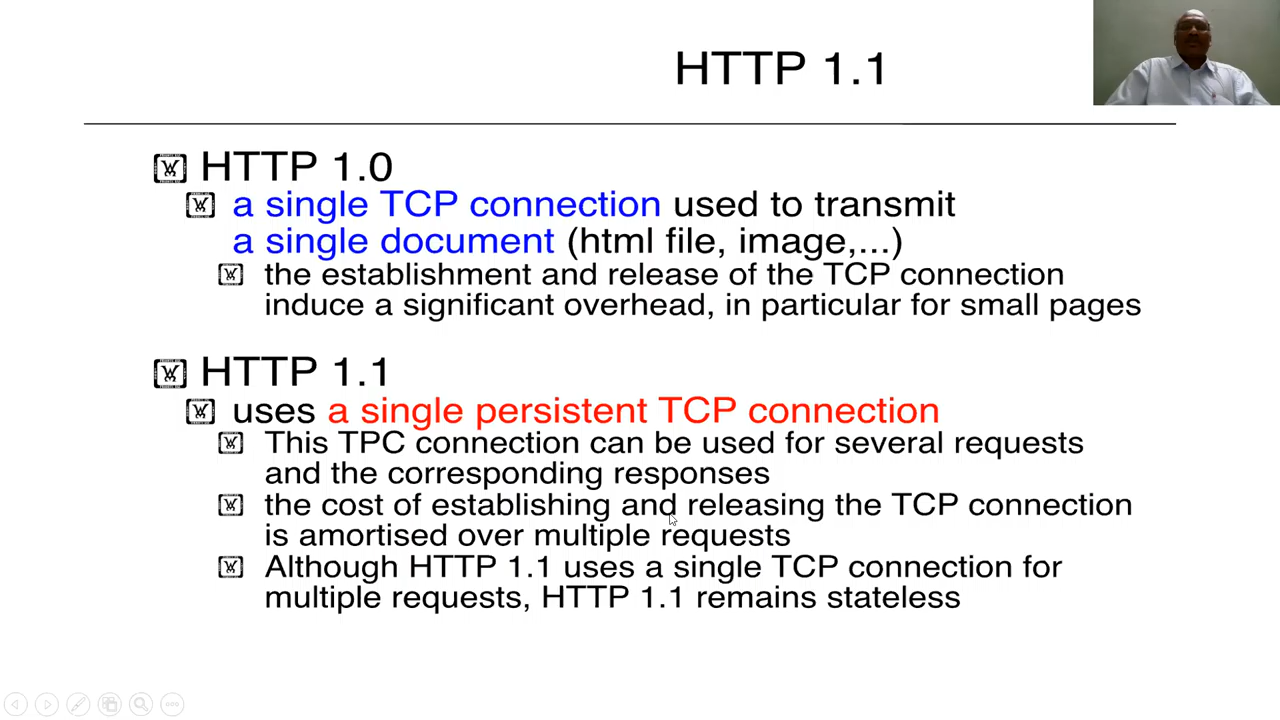 HTTP 1.1
HTTP 1.0
a single TCP connection used to transmit
a single document (html file, image,...)
the establishment and release of the TCP connection
induce a significant overhead, in particular for small pages
HTTP 1.1
uses a single persistent TCP connection
This TPC connection can be used for several requests
and the corresponding responses
the cost of establishing and releasing the TCP connection
is amortised over multiple requests
Although HTTP 1.1 uses a single TCP connection for
multiple requests, HTTP 1.1 remains stateless